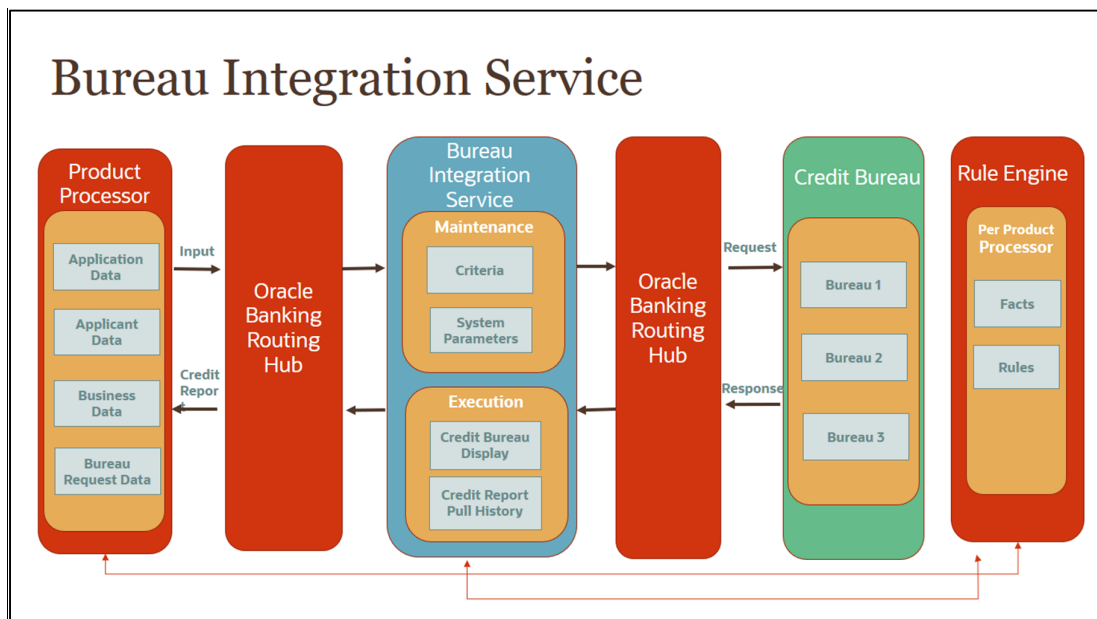 Bureau Integration Service
Product
Processor
Application
Data
Applicant
Data
Business
Data
Bureau
Request Data
Input
Credit
Repor
t
Oracle
Banking
Routing
Hub
Bureau
Integration
Service
Maintenance
Criteria
System
Parameters
Execution
Credit Bureau
Display
Credit Report
Pull History
Oracle
Banking
Routing
Hub
Request
Response
Credit Bureau
Bureau 1
Bureau 2
Bureau 3
Rule Engine
Per Product
Processor
Facts
Rules